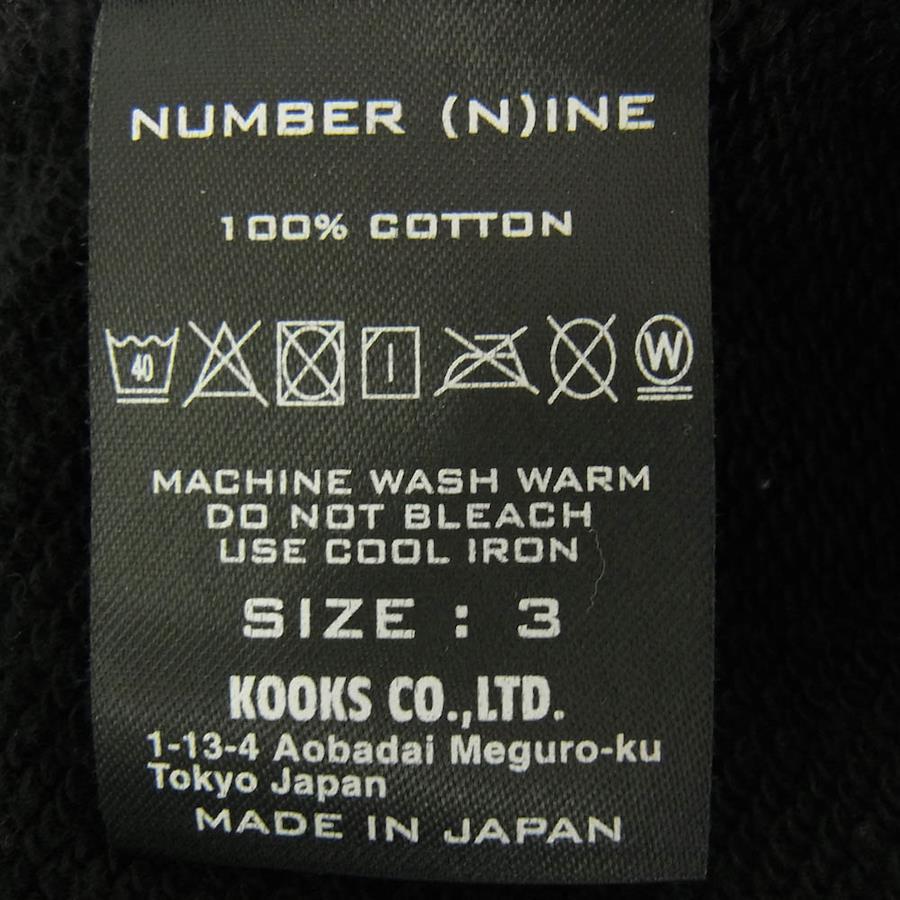 NUMBER (N)INE
100% COTTON
40 W
MACHINE WASH WARM
DO NOT BLEACH
USE COOL IRON
SIZE : 3
KOOKS CO.,LTD.
1-13-4 Aobadai Meguro-ku
Tokyo Japan
MADE IN JAPAN